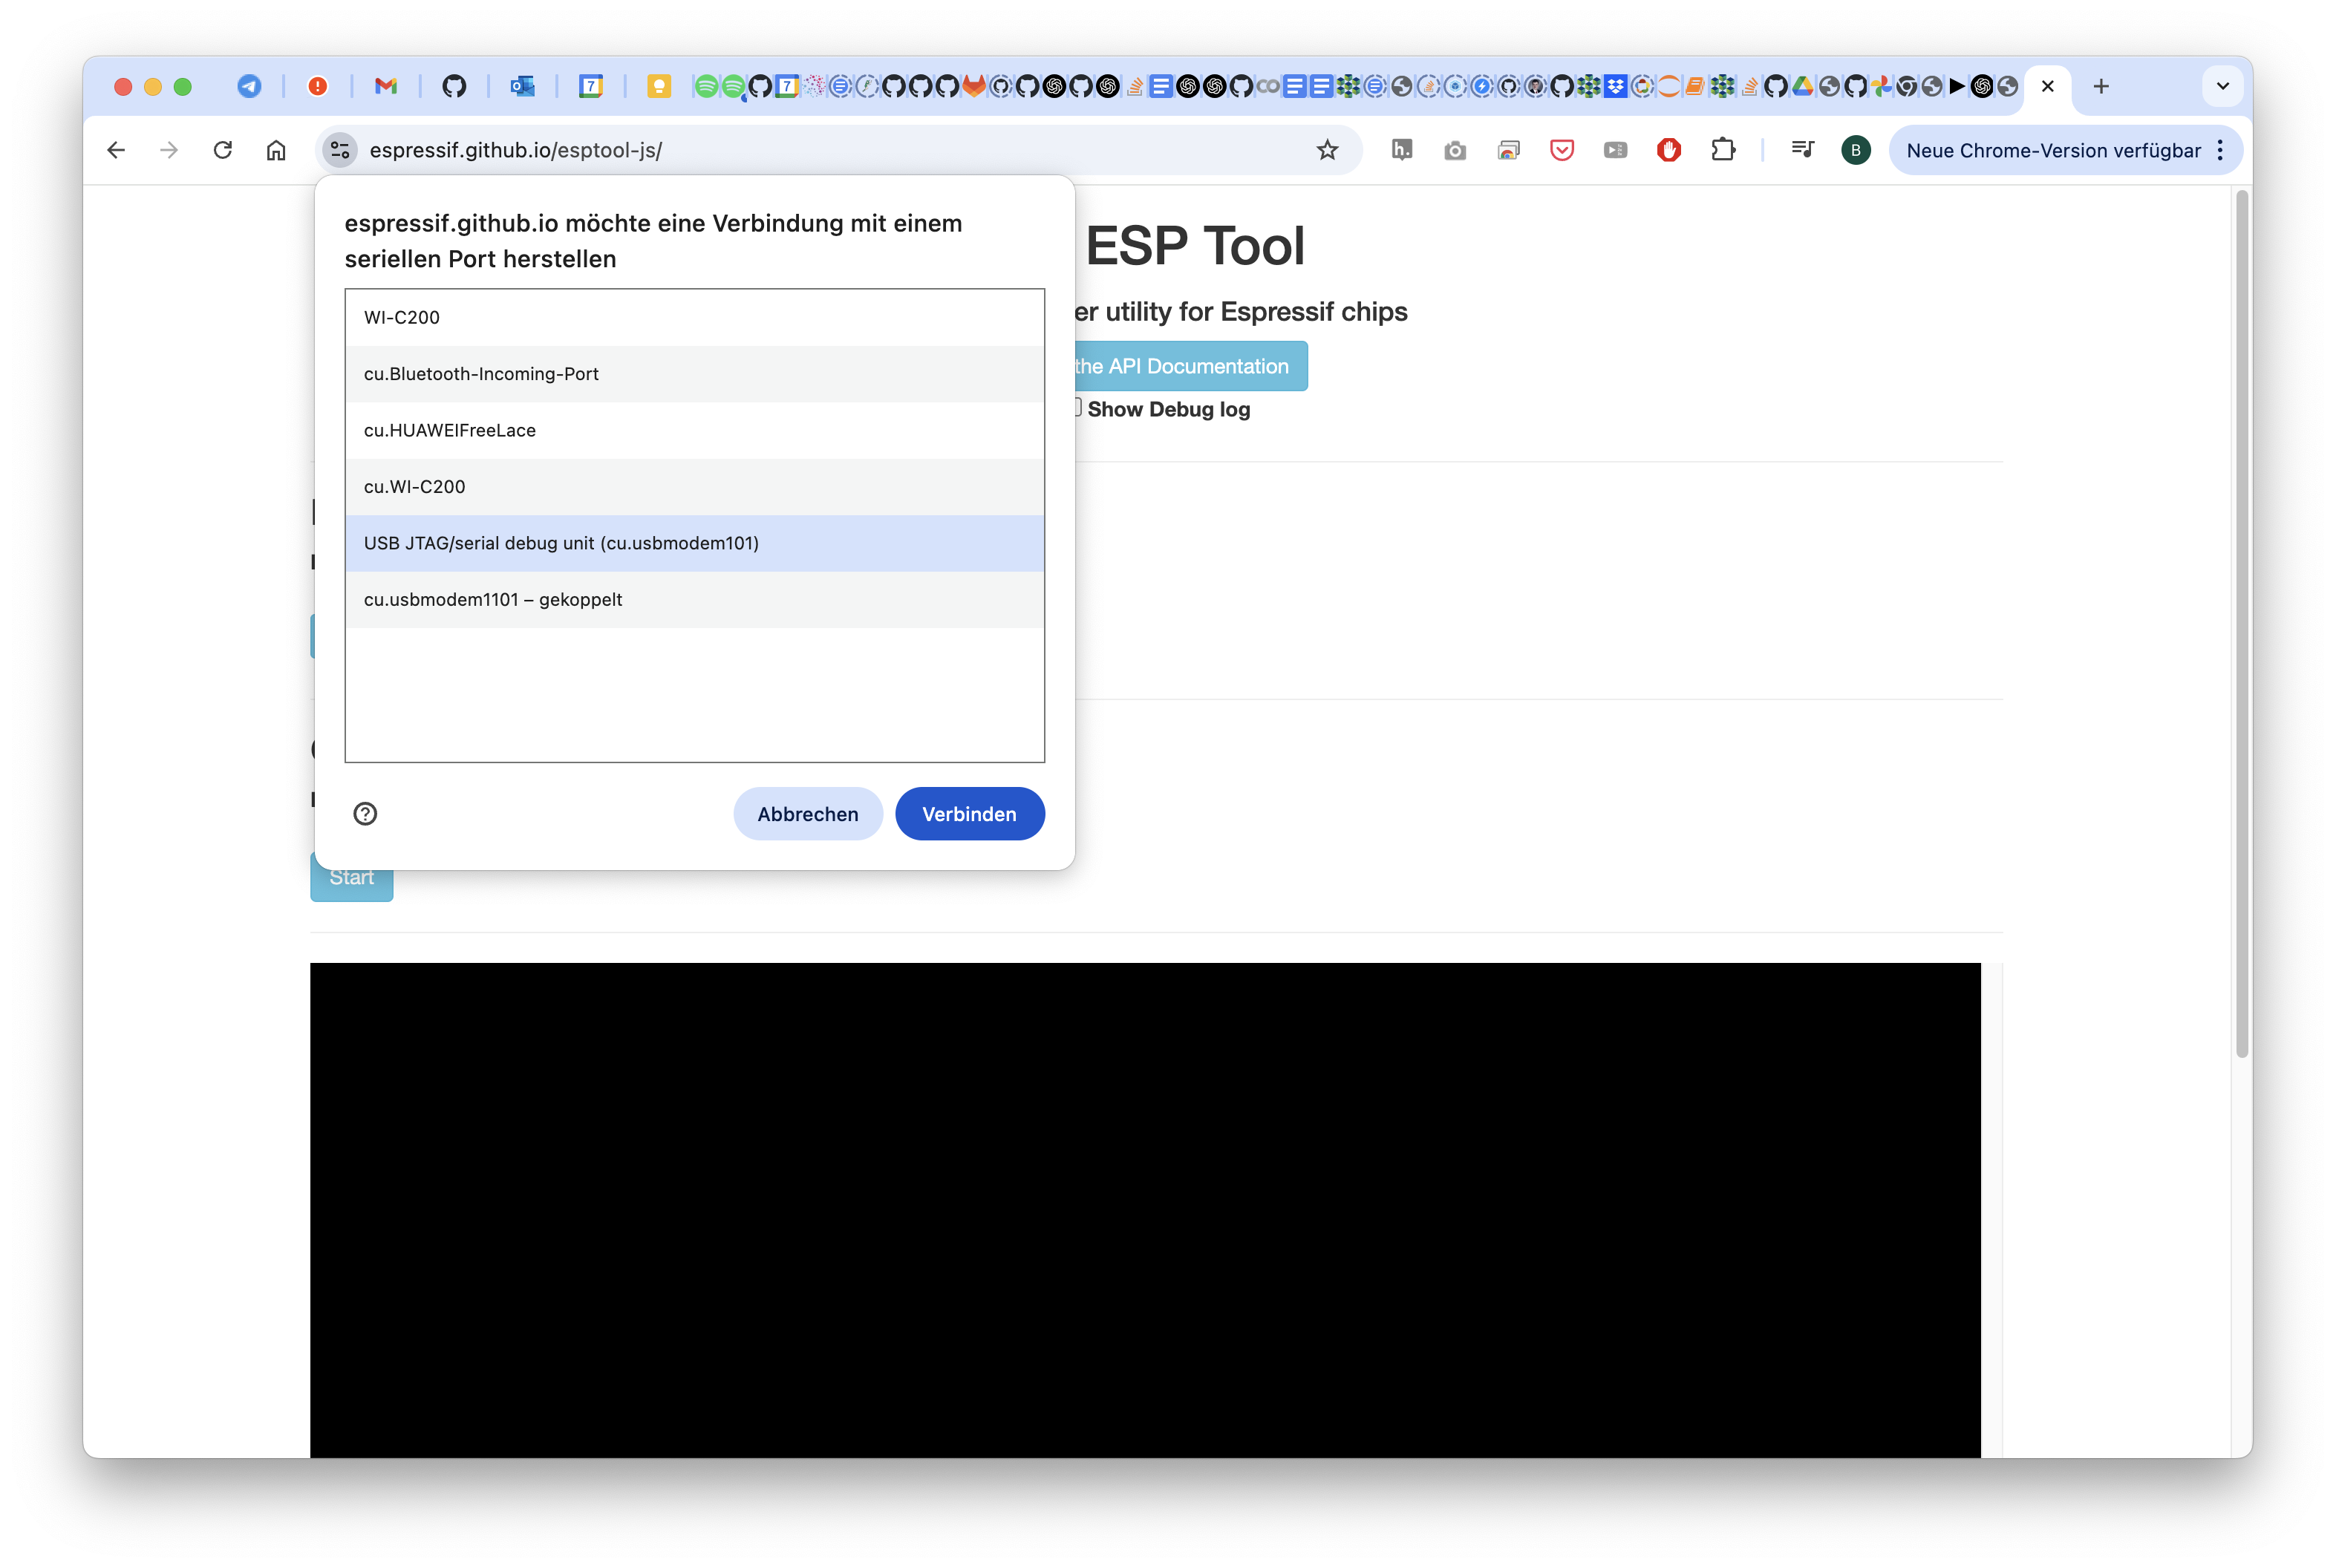 7
7
espressif.github.io/esptool-js/
h.
B
Neue Chrome-Version verfügbar
espressif.github.io möchte eine Verbindung mit einem
seriellen Port herstellen
WI-C200
cu.Bluetooth-Incoming-Port
cu.HUAWEIFreeLace
cu.WI-C200
USB JTAG/serial debug unit (cu.usbmodem101)
cu.usbmodem1101 – gekoppelt
Abbrechen
Verbinden
ESP Tool
er utility for Espressif chips
the API Documentation
Show Debug log
Start